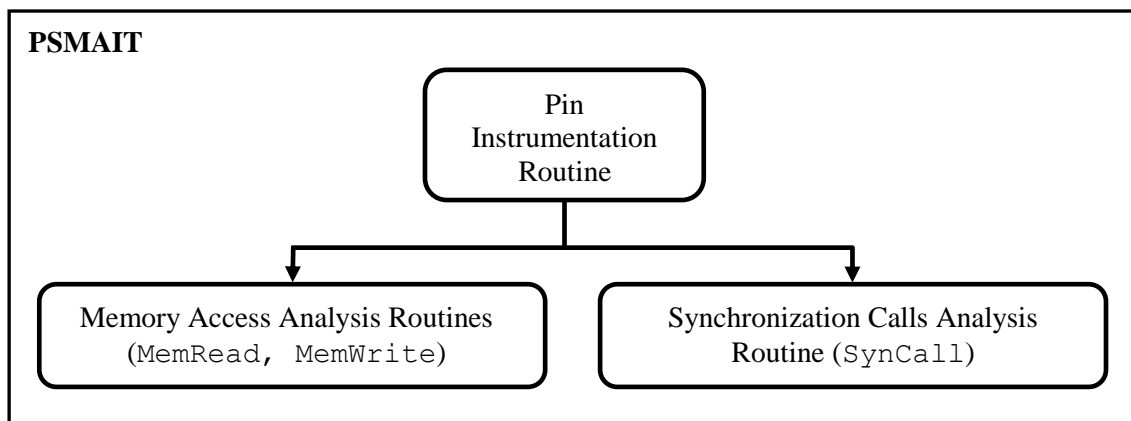 PSMAIT
Pin
Instrumentation
Routine
Memory Access Analysis Routines
(MemRead, MemWrite)
Synchronization Calls Analysis
Routine (SynCall)